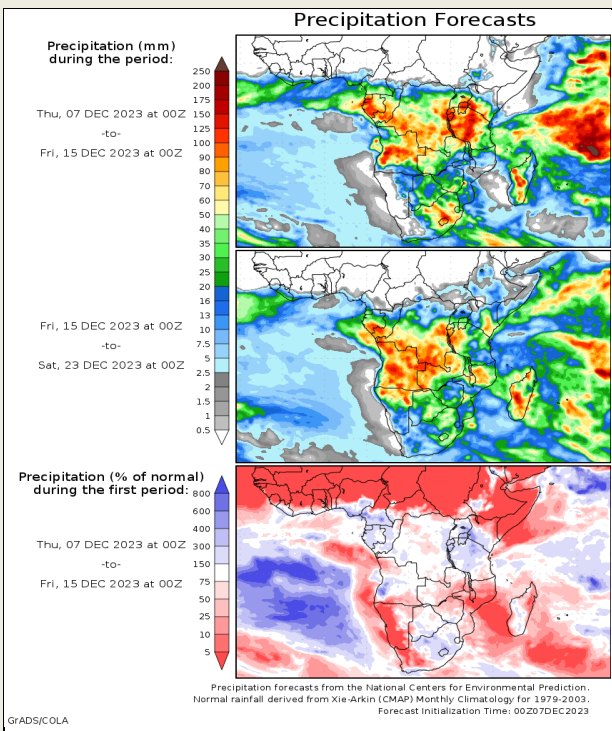 Precipitation Forecasts
Precipitation (mm)
during the period:
Thu, 07 DEC 2023 at 00Z
-to-
Fri, 15 DEC 2023 at 00Z
250
200
175
150
125
100
90
80
70
60
50
40
35
30
25
20
16
13
10
7.5
5
2.5
2
1.5
1
0.5
Fri, 15 DEC 2023 at 00Z
-to-
Sat, 23 DEC 2023 at 00Z
Precipitation (% of normal)
during the first period:
Thu, 07 DEC 2023 at 00Z
-to-
Fri, 15 DEC 2023 at 00Z
800
600
400
300
150
75
50
25
10
5
Precipitation forecasts from the National Centers for Environmental Prediction.
Normal rainfall derived from Xie-Arkin (CMAP) Monthly Climatology for 1979-2003.
Forecast Initialization Time: 00Z07DEC2023
GrADS/COLA